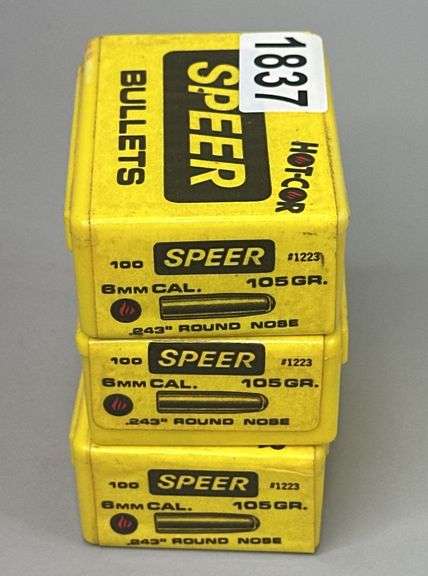 1837
HOT-COR
SPEER
BULLETS
100 SPEER #1223
6MM CAL. 105 GR.
.243" ROUND NOSE
100 SPEER #1223
6MM CAL. 105 GR.
.243" ROUND NOSE
100 SPEER #1223
6MM CAL. 105 GR.
.243" ROUND NOSE